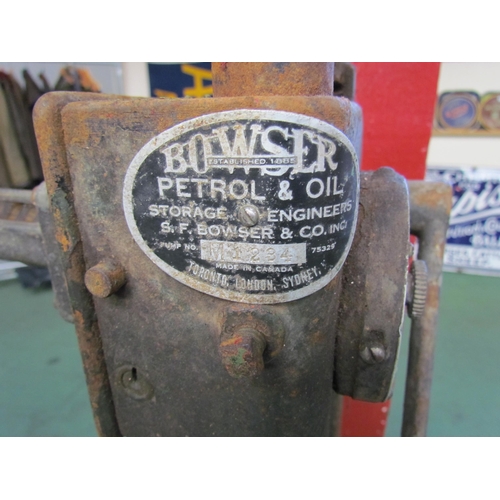 BOWSER
ESTABLISHED 1885
PETROL & OIL
STORAGE ENGINEERS
S. F. BOWSER & CO. INC.
PUMP NO. 75325
MADE IN CANADA
TORONTO, LONDON, SYDNEY.